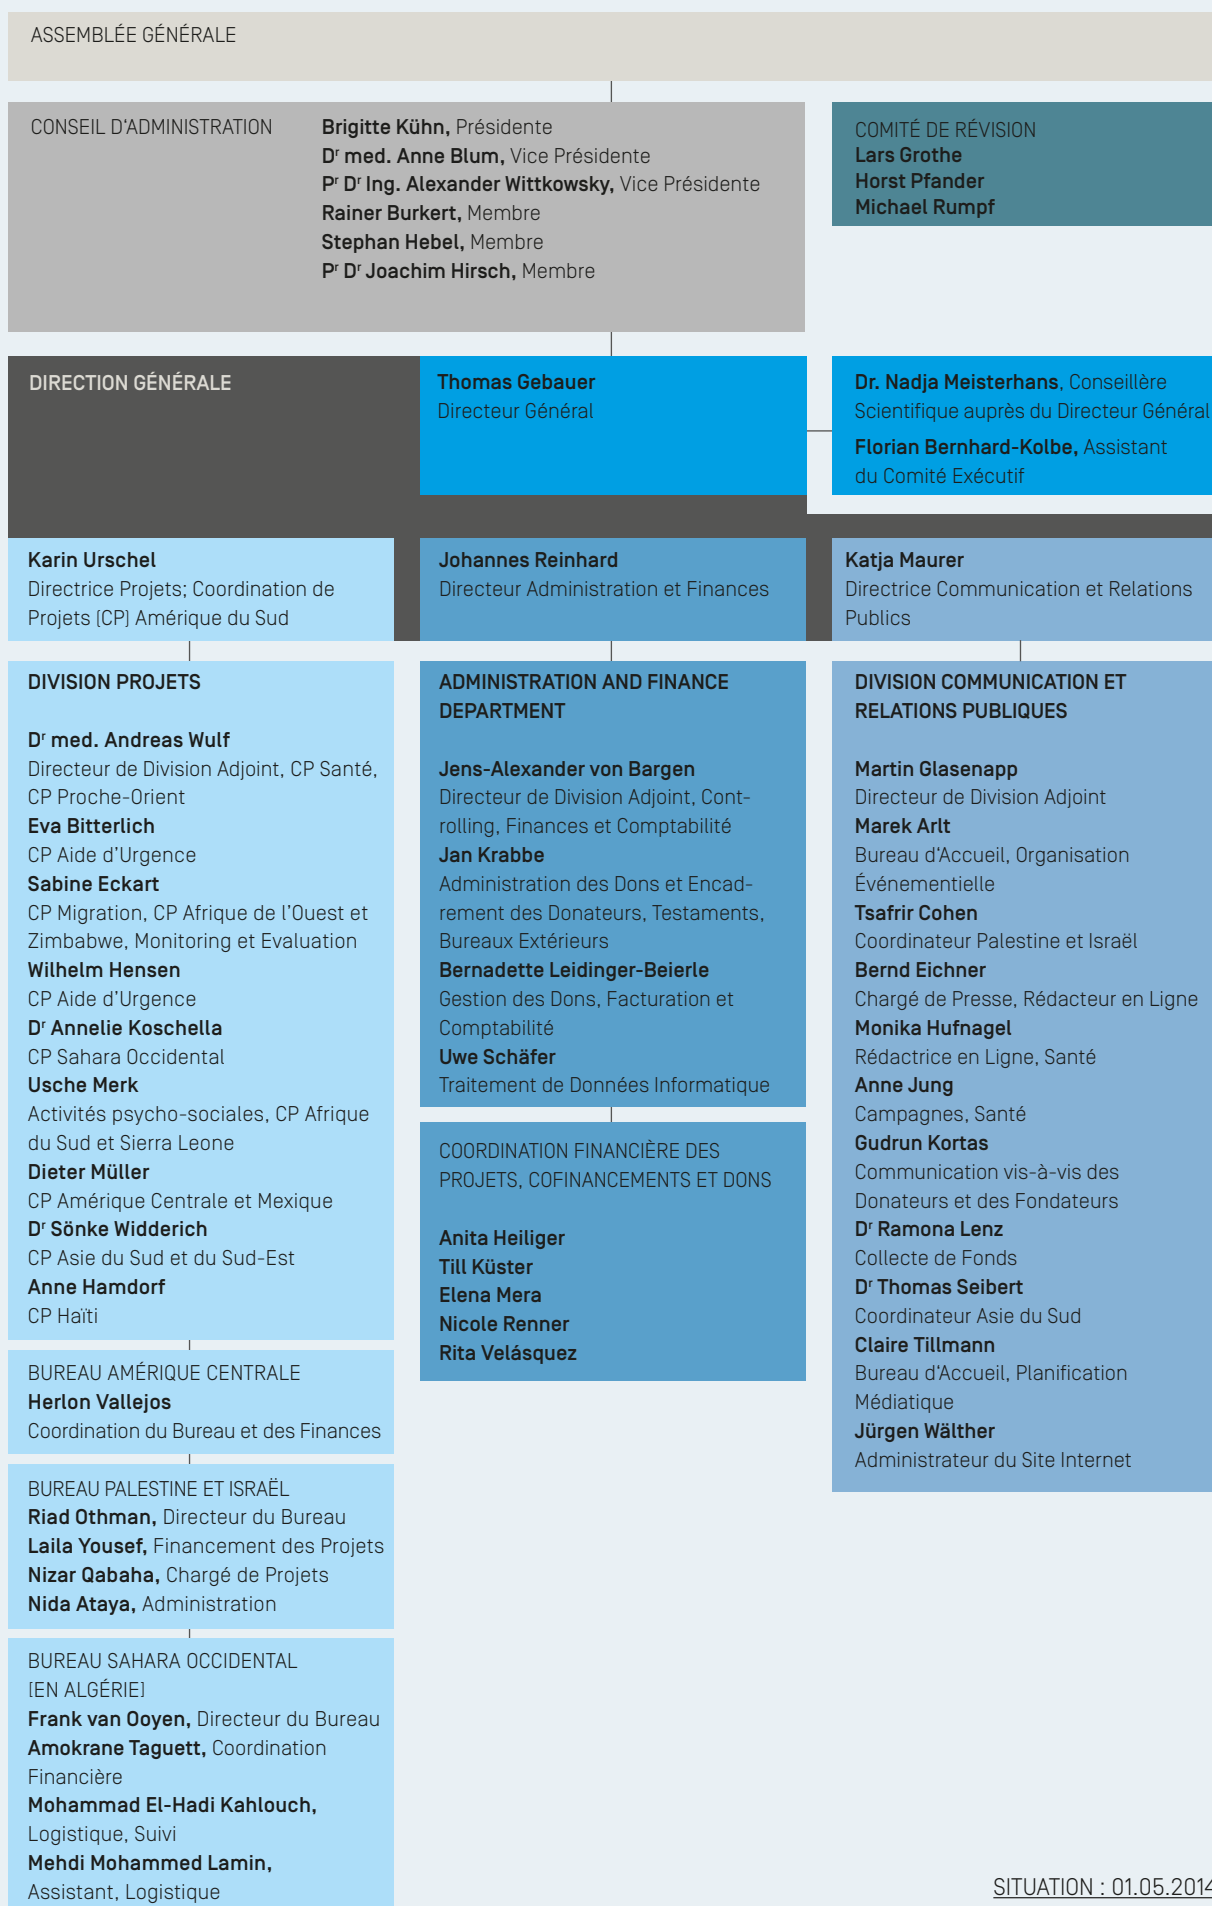 ASSEMBLÉE GÉNÉRALE
CONSEIL D'ADMINISTRATION
Brigitte Kühn, Présidente
Dr med. Anne Blum, Vice Présidente
Pr Dr Ing. Alexander Wittkowsky, Vice Présidente
Rainer Burkert, Membre
Stephan Hebel, Membre
Pr Dr Joachim Hirsch, Membre
COMITÉ DE RÉVISION
Lars Grothe
Horst Pfander
Michael Rumpf
DIRECTION GÉNÉRALE
Thomas Gebauer
Directeur Général
Dr. Nadja Meisterhans, Conseillère
Scientifique auprès du Directeur Général
Florian Bernhard-Kolbe, Assistant
du Comité Exécutif
Karin Urschel
Directrice Projets; Coordination de
Projets [CP] Amérique du Sud
Johannes Reinhard
Directeur Administration et Finances
Katja Maurer
Directrice Communication et Relations
Publics
DIVISION PROJETS
Dr med. Andreas Wulf
Directeur de Division Adjoint, CP Santé,
CP Proche-Orient
Eva Bitterlich
CP Aide d'Urgence
Sabine Eckart
CP Migration, CP Afrique de l'Ouest et
Zimbabwe, Monitoring et Evaluation
Wilhelm Hensen
CP Aide d'Urgence
Dr Annelie Koschella
CP Sahara Occidental
Usche Merk
Activités psycho-sociales, CP Afrique
du Sud et Sierra Leone
Dieter Müller
CP Amérique Centrale et Mexique
Dr Sönke Widderich
CP Asie du Sud et du Sud-Est
Anne Hamdorf
CP Haïti
BUREAU AMÉRIQUE CENTRALE
Herlon Vallejos
Coordination du Bureau et des Finances
BUREAU PALESTINE ET ISRAËL
Riad Othman, Directeur du Bureau
Laila Yousef, Financement des Projets
Nizar Qabaha, Chargé de Projets
Nida Ataya, Administration
BUREAU SAHARA OCCIDENTAL
[EN ALGÉRIE]
Frank van Ooyen, Directeur du Bureau
Amokrane Taguett, Coordination
Financière
Mohammad El-Hadi Kahlouch,
Logistique, Suivi
Mehdi Mohammed Lamin,
Assistant, Logistique
ADMINISTRATION AND FINANCE
DEPARTMENT
Jens-Alexander von Bargen
Directeur de Division Adjoint, Cont-
rolling, Finances et Comptabilité
Jan Krabbe
Administration des Dons et Encad-
rement des Donateurs, Testaments,
Bureaux Extérieurs
Bernadette Leidinger-Beierle
Gestion des Dons, Facturation et
Comptabilité
Uwe Schäfer
Traitement de Données Informatique
COORDINATION FINANCIÈRE DES
PROJETS, COFINANCEMENTS ET DONS
Anita Heiliger
Till Küster
Elena Mera
Nicole Renner
Rita Velásquez
DIVISION COMMUNICATION ET
RELATIONS PUBLIQUES
Martin Glasenapp
Directeur de Division Adjoint
Marek Arlt
Bureau d'Accueil, Organisation
Événementielle
Tsafrir Cohen
Coordinateur Palestine et Israël
Bernd Eichner
Chargé de Presse, Rédacteur en Ligne
Monika Hufnagel
Rédactrice en Ligne, Santé
Anne Jung
Campagnes, Santé
Gudrun Kortas
Communication vis-à-vis des
Donateurs et des Fondateurs
Dr Ramona Lenz
Collecte de Fonds
Dr Thomas Seibert
Coordinateur Asie du Sud
Claire Tillmann
Bureau d'Accueil, Planification
Médiatique
Jürgen Wälther
Administrateur du Site Internet
SITUATION : 01.05.2014